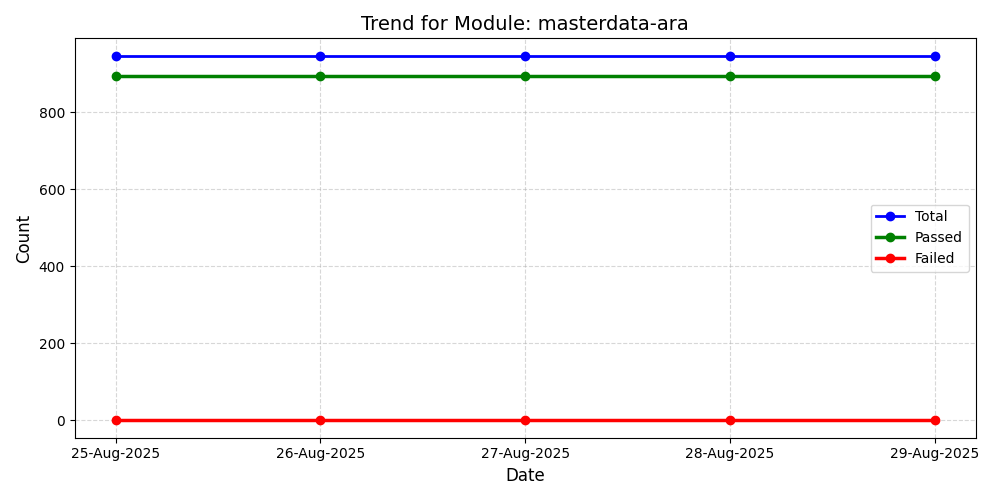 Trend for Module: masterdata-ara
Count
800
600
400
200
0
Total
Passed
Failed
25-Aug-2025
26-Aug-2025
27-Aug-2025
28-Aug-2025
29-Aug-2025
Date